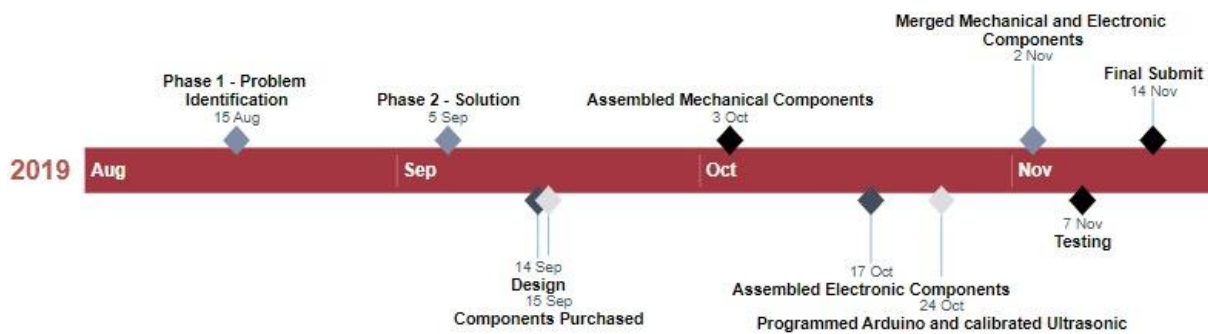 Merged Mechanical and Electronic
Components
2 Nov
Final Submit
14 Nov
Phase 1 - Problem
Identification
15 Aug
Phase 2 - Solution
5 Sep
Assembled Mechanical Components
3 Oct
2019
Aug
Sep
Oct
Nov
14 Sep
Design
15 Sep
Components Purchased
17 Oct
Assembled Electronic Components
24 Oct
Programmed Arduino and calibrated Ultrasonic
7 Nov
Testing